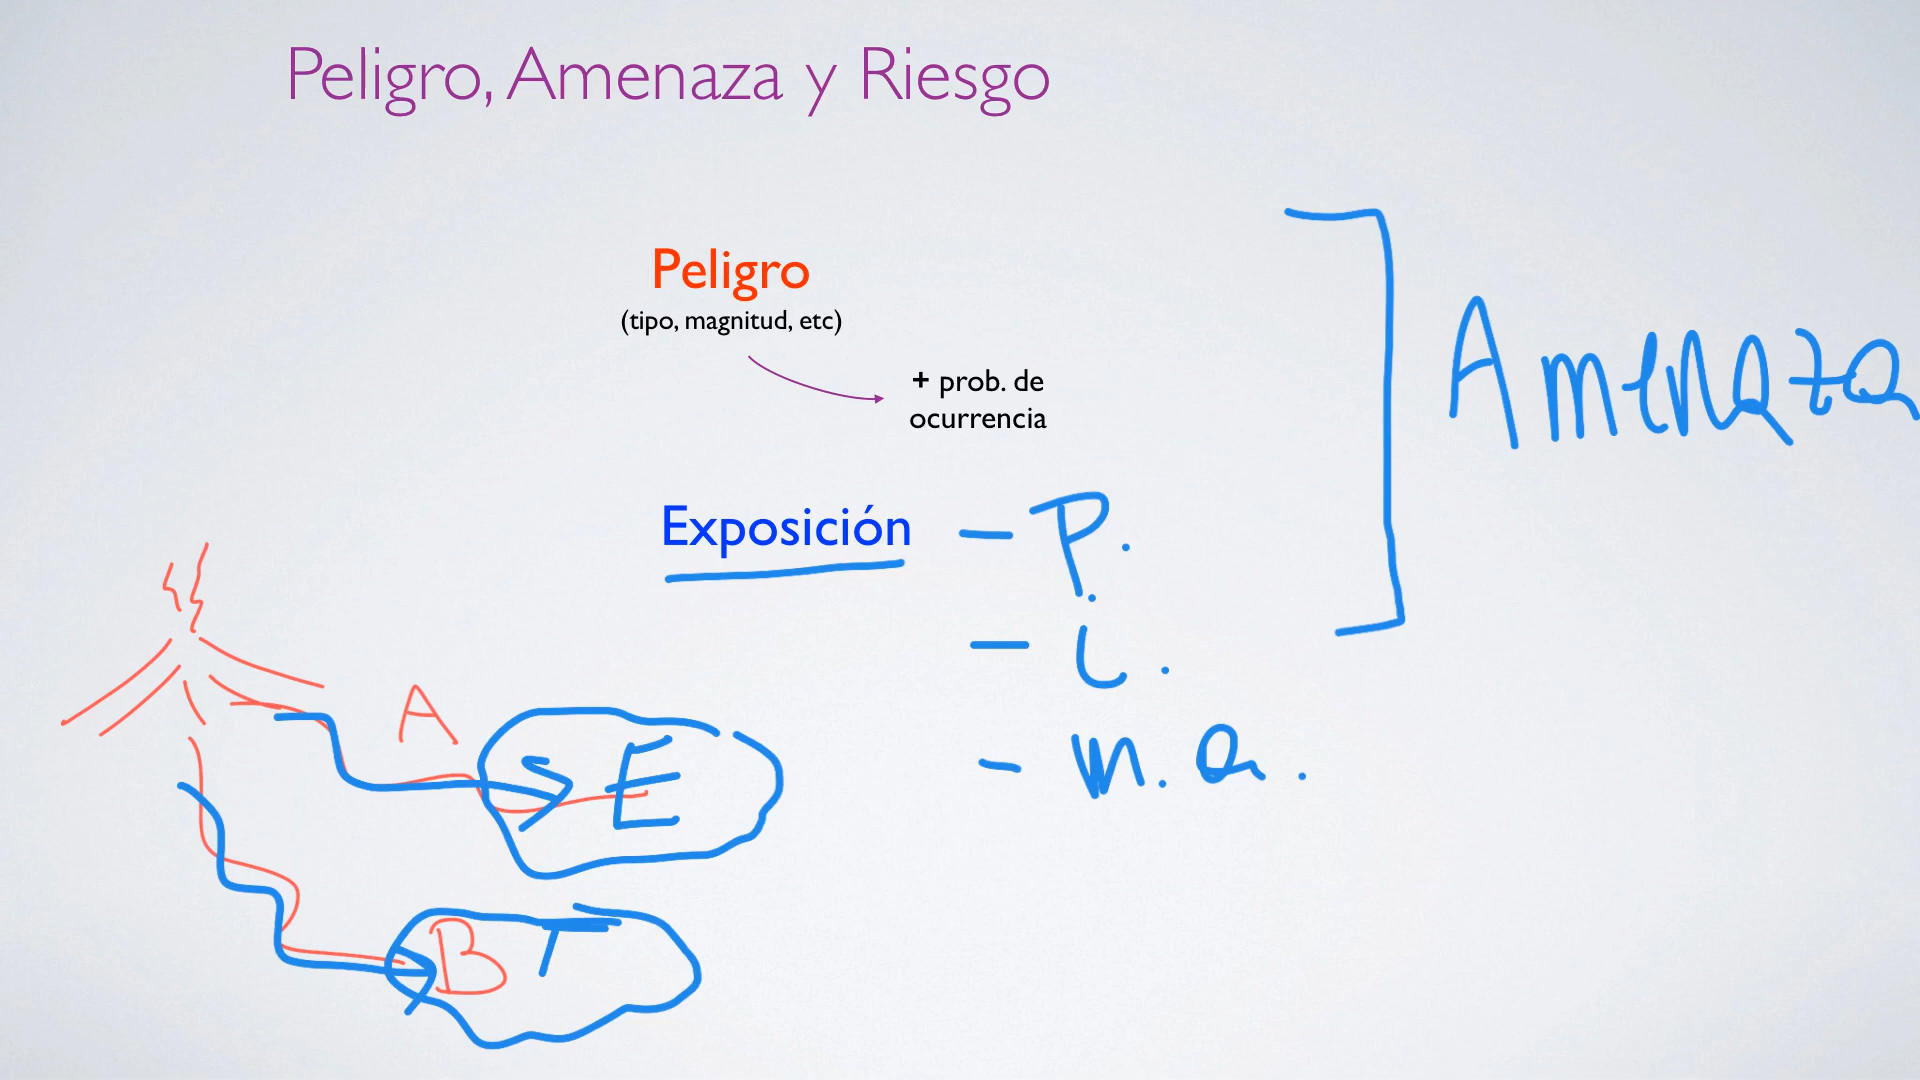 Peligro, Amenaza y Riesgo
Peligro
(tipo, magnitud, etc)
+ prob. de
ocurrencia
Amenaza
Exposición - P.
- i.
- m.a.
A
E
B T